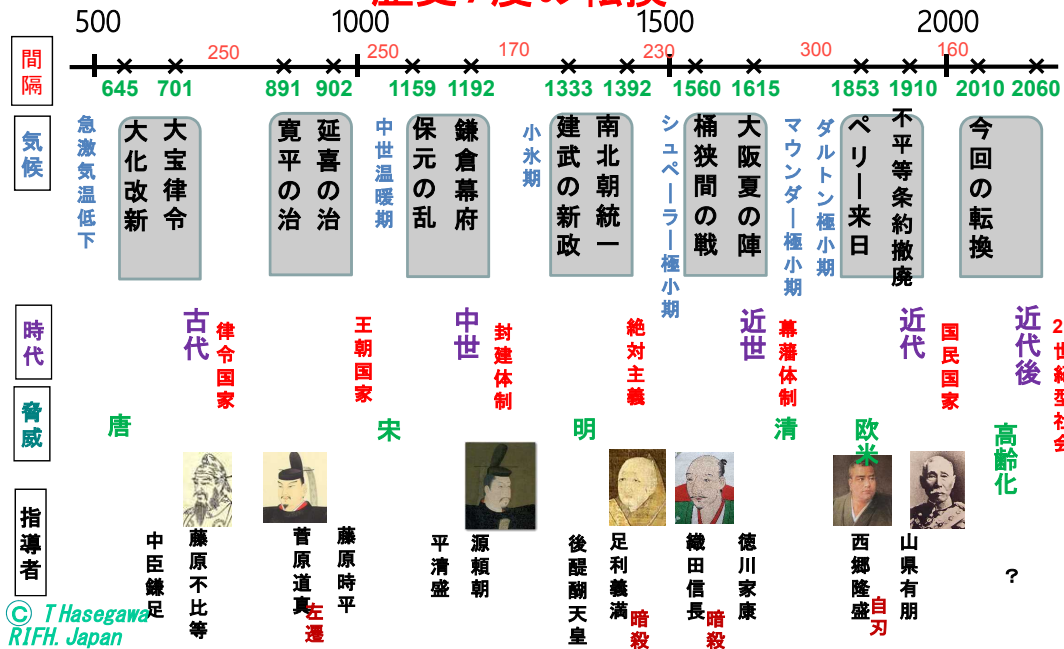 歴史7度の転換
500 1000 1500 2000
間隔
250 250 170 230 300 160
645 701 891 902 1159 1192 1333 1392 1560 1615 1853 1910 2010 2060
気候
急激気温低下
大化改新
大宝律令
寛平の治
延喜の治
中世温暖期
保元の乱
鎌倉幕府
小氷期
建武の新政
南北朝統一
シュペーラー極小期
桶狭間の戦
大阪夏の陣
マウンダー極小期
ダルトン極小期
ペリー来日
不平等条約撤廃
今回の転換
時代
古代
律令国家
王朝国家
中世
封建体制
絶対主義
近世
幕藩体制
近代
国民国家
近代後
脅威
唐
宋
明
清
欧米
高齢化
指導者
中臣鎌足
藤原不比等
菅原道真
左遷
藤原時平
平清盛
源頼朝
後醍醐天皇
足利義満
暗殺
織田信長
暗殺
徳川家康
西郷隆盛
自刃
山県有朋
？
© T Hasegawa
RIFH. Japan